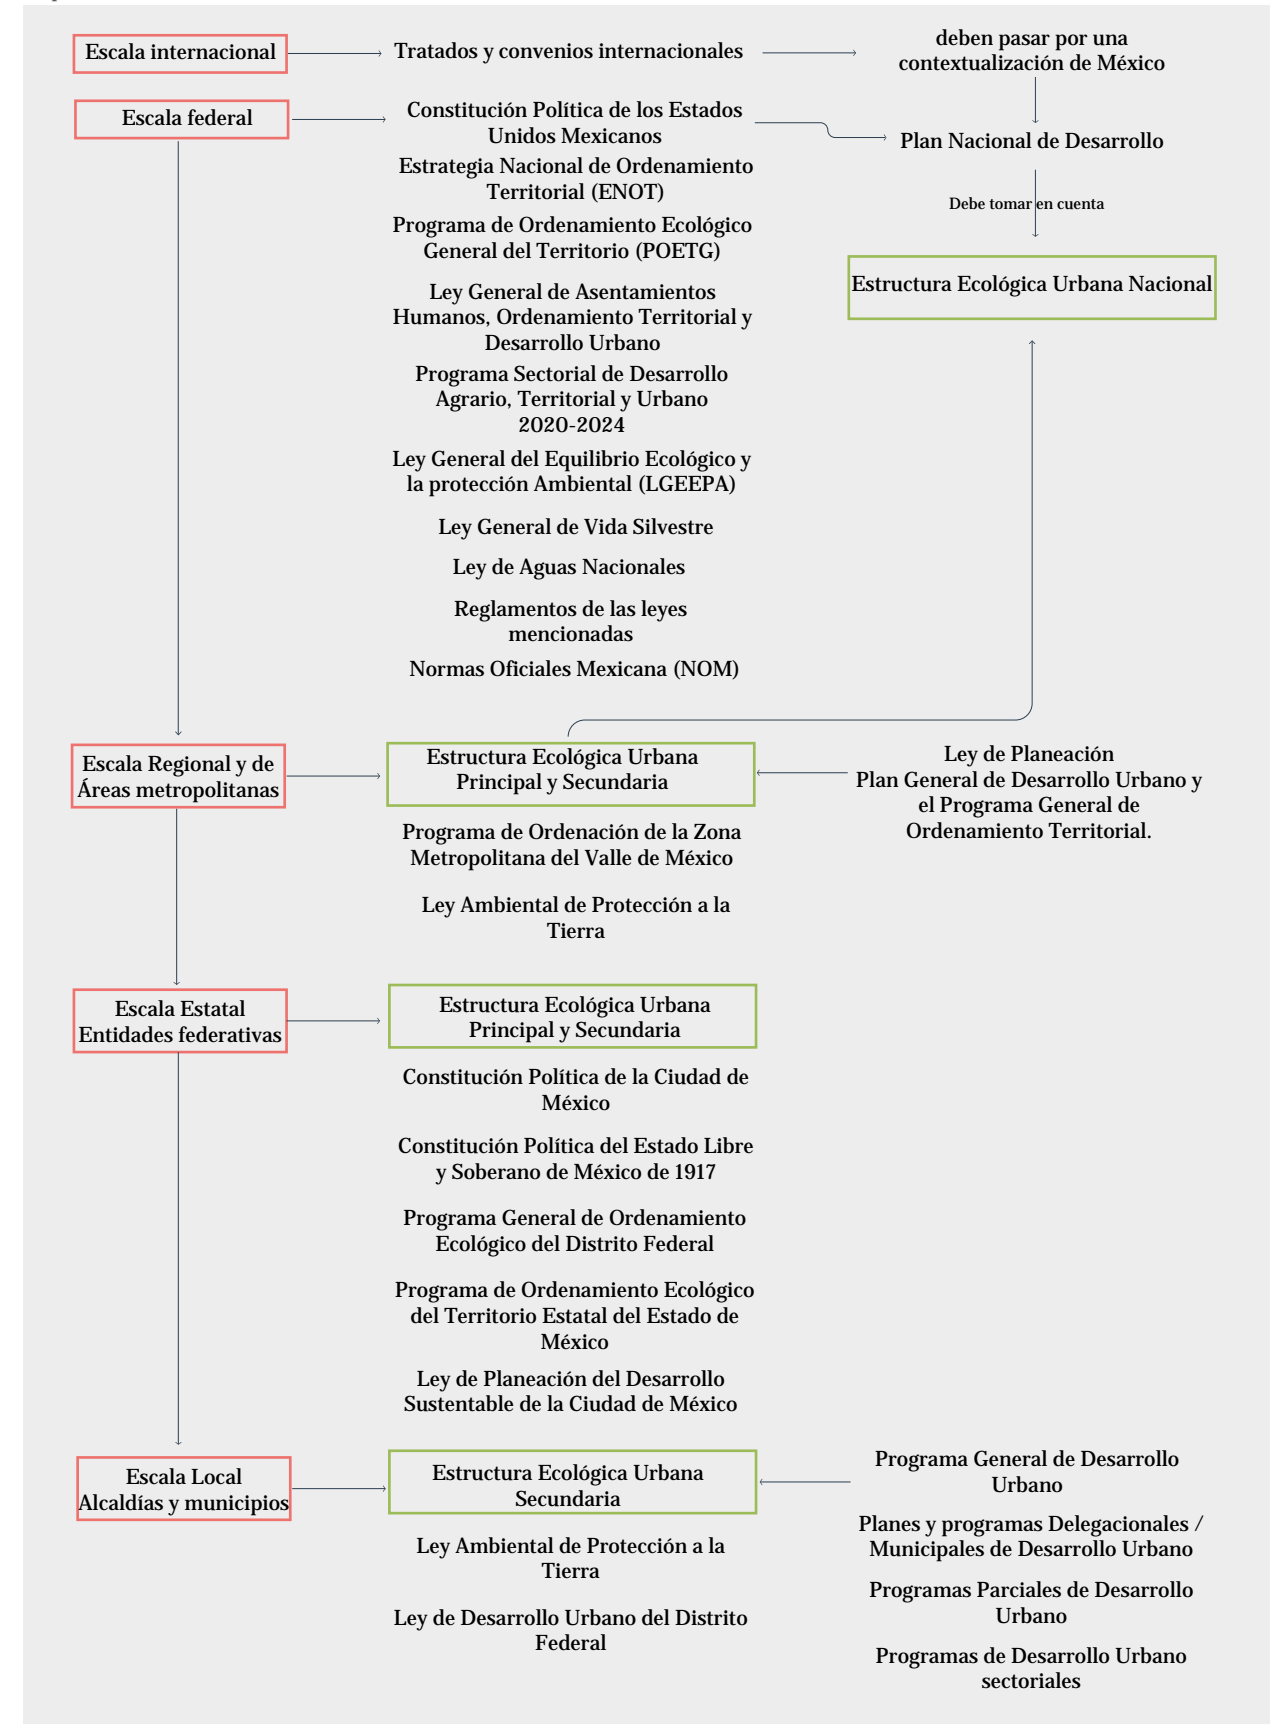 Escala internacional
Tratados y convenios internacionales
deben pasar por una
contextualización de México
Escala federal
Constitución Política de los Estados
Unidos Mexicanos
Plan Nacional de Desarrollo
Estrategia Nacional de Ordenamiento
Territorial (ENOT)
Debe tomar en cuenta
Programa de Ordenamiento Ecológico
General del Territorio (POETG)
Estructura Ecológica Urbana Nacional
Ley General de Asentamientos
Humanos, Ordenamiento Territorial y
Desarrollo Urbano
Programa Sectorial de Desarrollo
Agrario, Territorial y Urbano
2020-2024
Ley General del Equilibrio Ecológico y
la protección Ambiental (LGEEPA)
Ley General de Vida Silvestre
Ley de Aguas Nacionales
Reglamentos de las leyes
mencionadas
Normas Oficiales Mexicana (NOM)
Escala Regional y de
Áreas metropolitanas
Estructura Ecológica Urbana
Principal y Secundaria
Ley de Planeación
Plan General de Desarrollo Urbano y
el Programa General de
Ordenamiento Territorial.
Programa de Ordenación de la Zona
Metropolitana del Valle de México
Ley Ambiental de Protección a la
Tierra
Escala Estatal
Entidades federativas
Estructura Ecológica Urbana
Principal y Secundaria
Constitución Política de la Ciudad de
México
Constitución Política del Estado Libre
y Soberano de México de 1917
Programa General de Ordenamiento
Ecológico del Distrito Federal
Programa de Ordenamiento Ecológico
del Territorio Estatal del Estado de
México
Ley de Planeación del Desarrollo
Sustentable de la Ciudad de México
Escala Local
Alcaldías y municipios
Estructura Ecológica Urbana
Secundaria
Programa General de Desarrollo
Urbano
Planes y programas Delegacionales /
Municipales de Desarrollo Urbano
Programas Parciales de Desarrollo
Urbano
Programas de Desarrollo Urbano
sectoriales
Ley Ambiental de Protección a la
Tierra
Ley de Desarrollo Urbano del Distrito
Federal